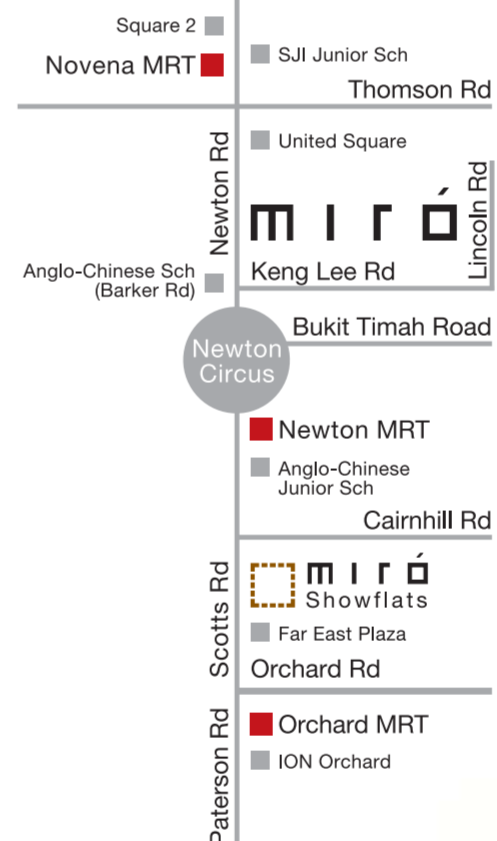 Square 2
Novena MRT
SJI Junior Sch
Thomson Rd
Newton Rd
United Square
miró
Lincoln Rd
Keng Lee Rd
Anglo-Chinese Sch
(Barker Rd)
Bukit Timah Road
Newton
Circus
Newton MRT
Anglo-Chinese
Junior Sch
Cairnhill Rd
Scotts Rd
miró
Showflats
Far East Plaza
Orchard Rd
Paterson Rd
Orchard MRT
ION Orchard